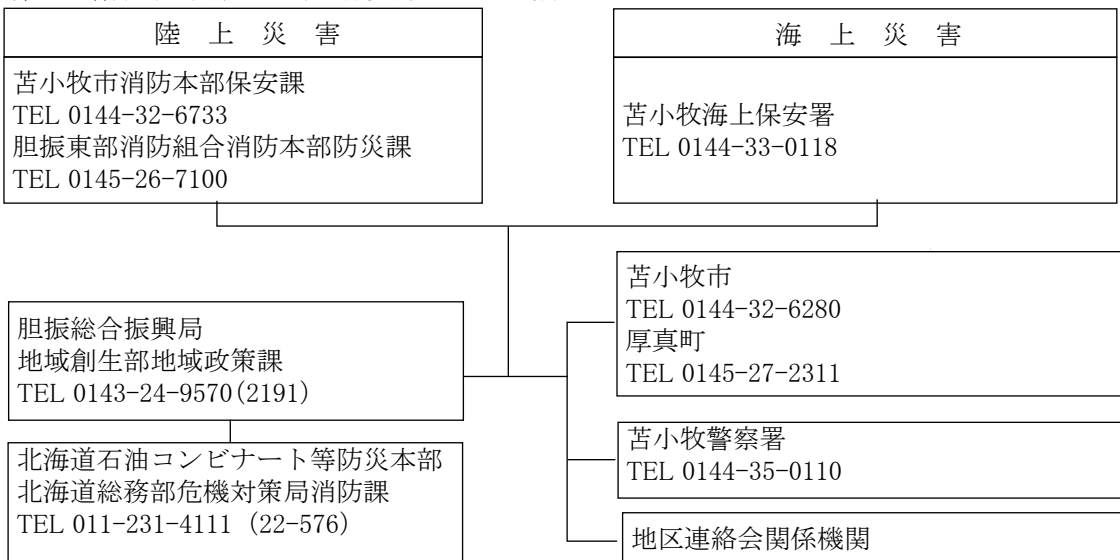 陸　上　災　害
苫小牧市消防本部保安課
TEL 0144-32-6733
胆振東部消防組合消防本部防災課
TEL 0145-26-7100
海　上　災　害
苫小牧海上保安署
TEL 0144-33-0118
胆振総合振興局
地域創生部地域政策課
TEL 0143-24-9570(2191)
北海道石油コンビナート等防災本部
北海道総務部危機対策局消防課
TEL 011-231-4111 (22-576)
苫小牧市
TEL 0144-32-6280
厚真町
TEL 0145-27-2311
苫小牧警察署
TEL 0144-35-0110
地区連絡会関係機関